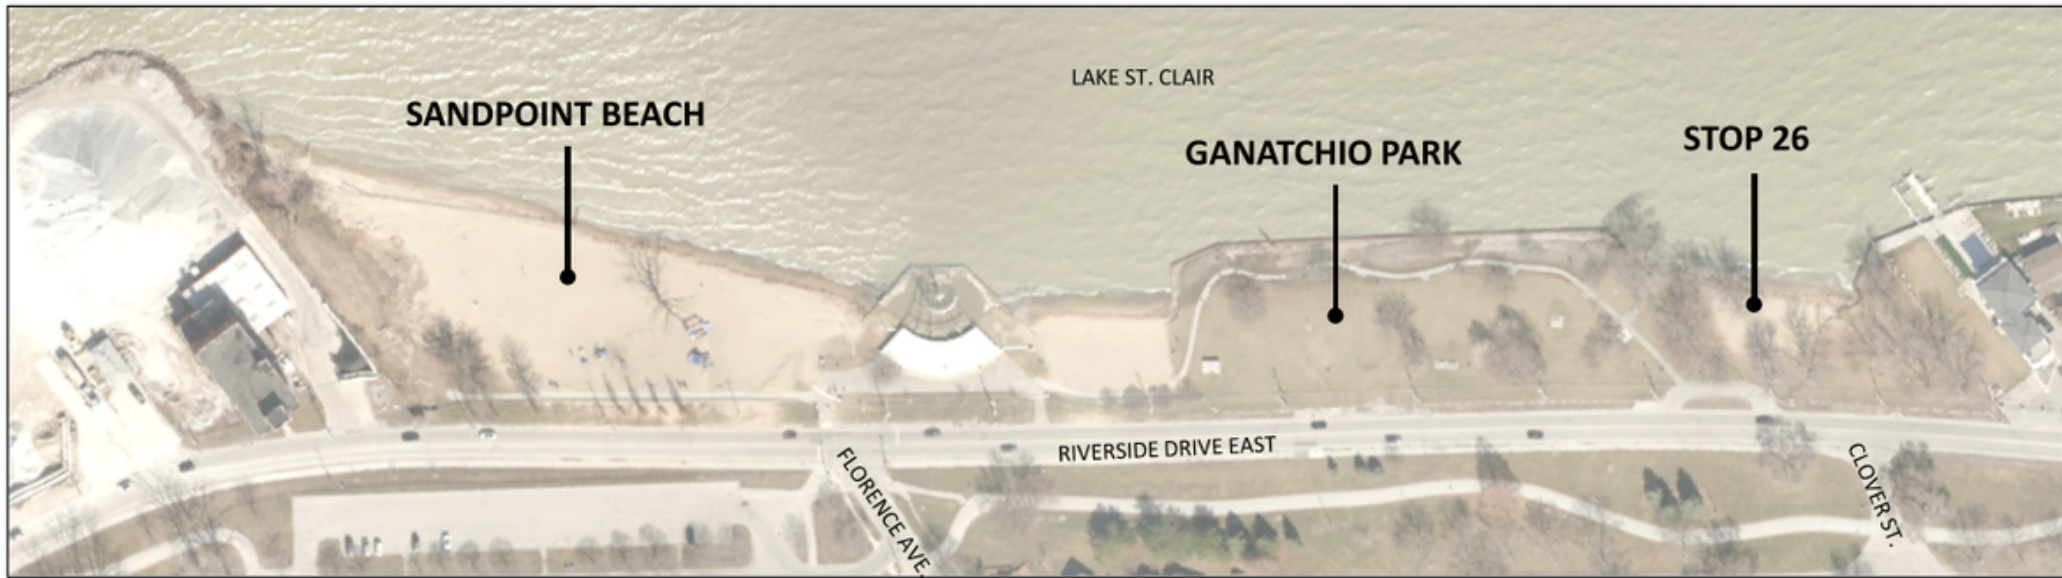 LAKE ST. CLAIR
SANDPOINT BEACH
GANATCHIO PARK
STOP 26
RIVERSIDE DRIVE EAST
FLORENCE AVE.
CLOVER ST.